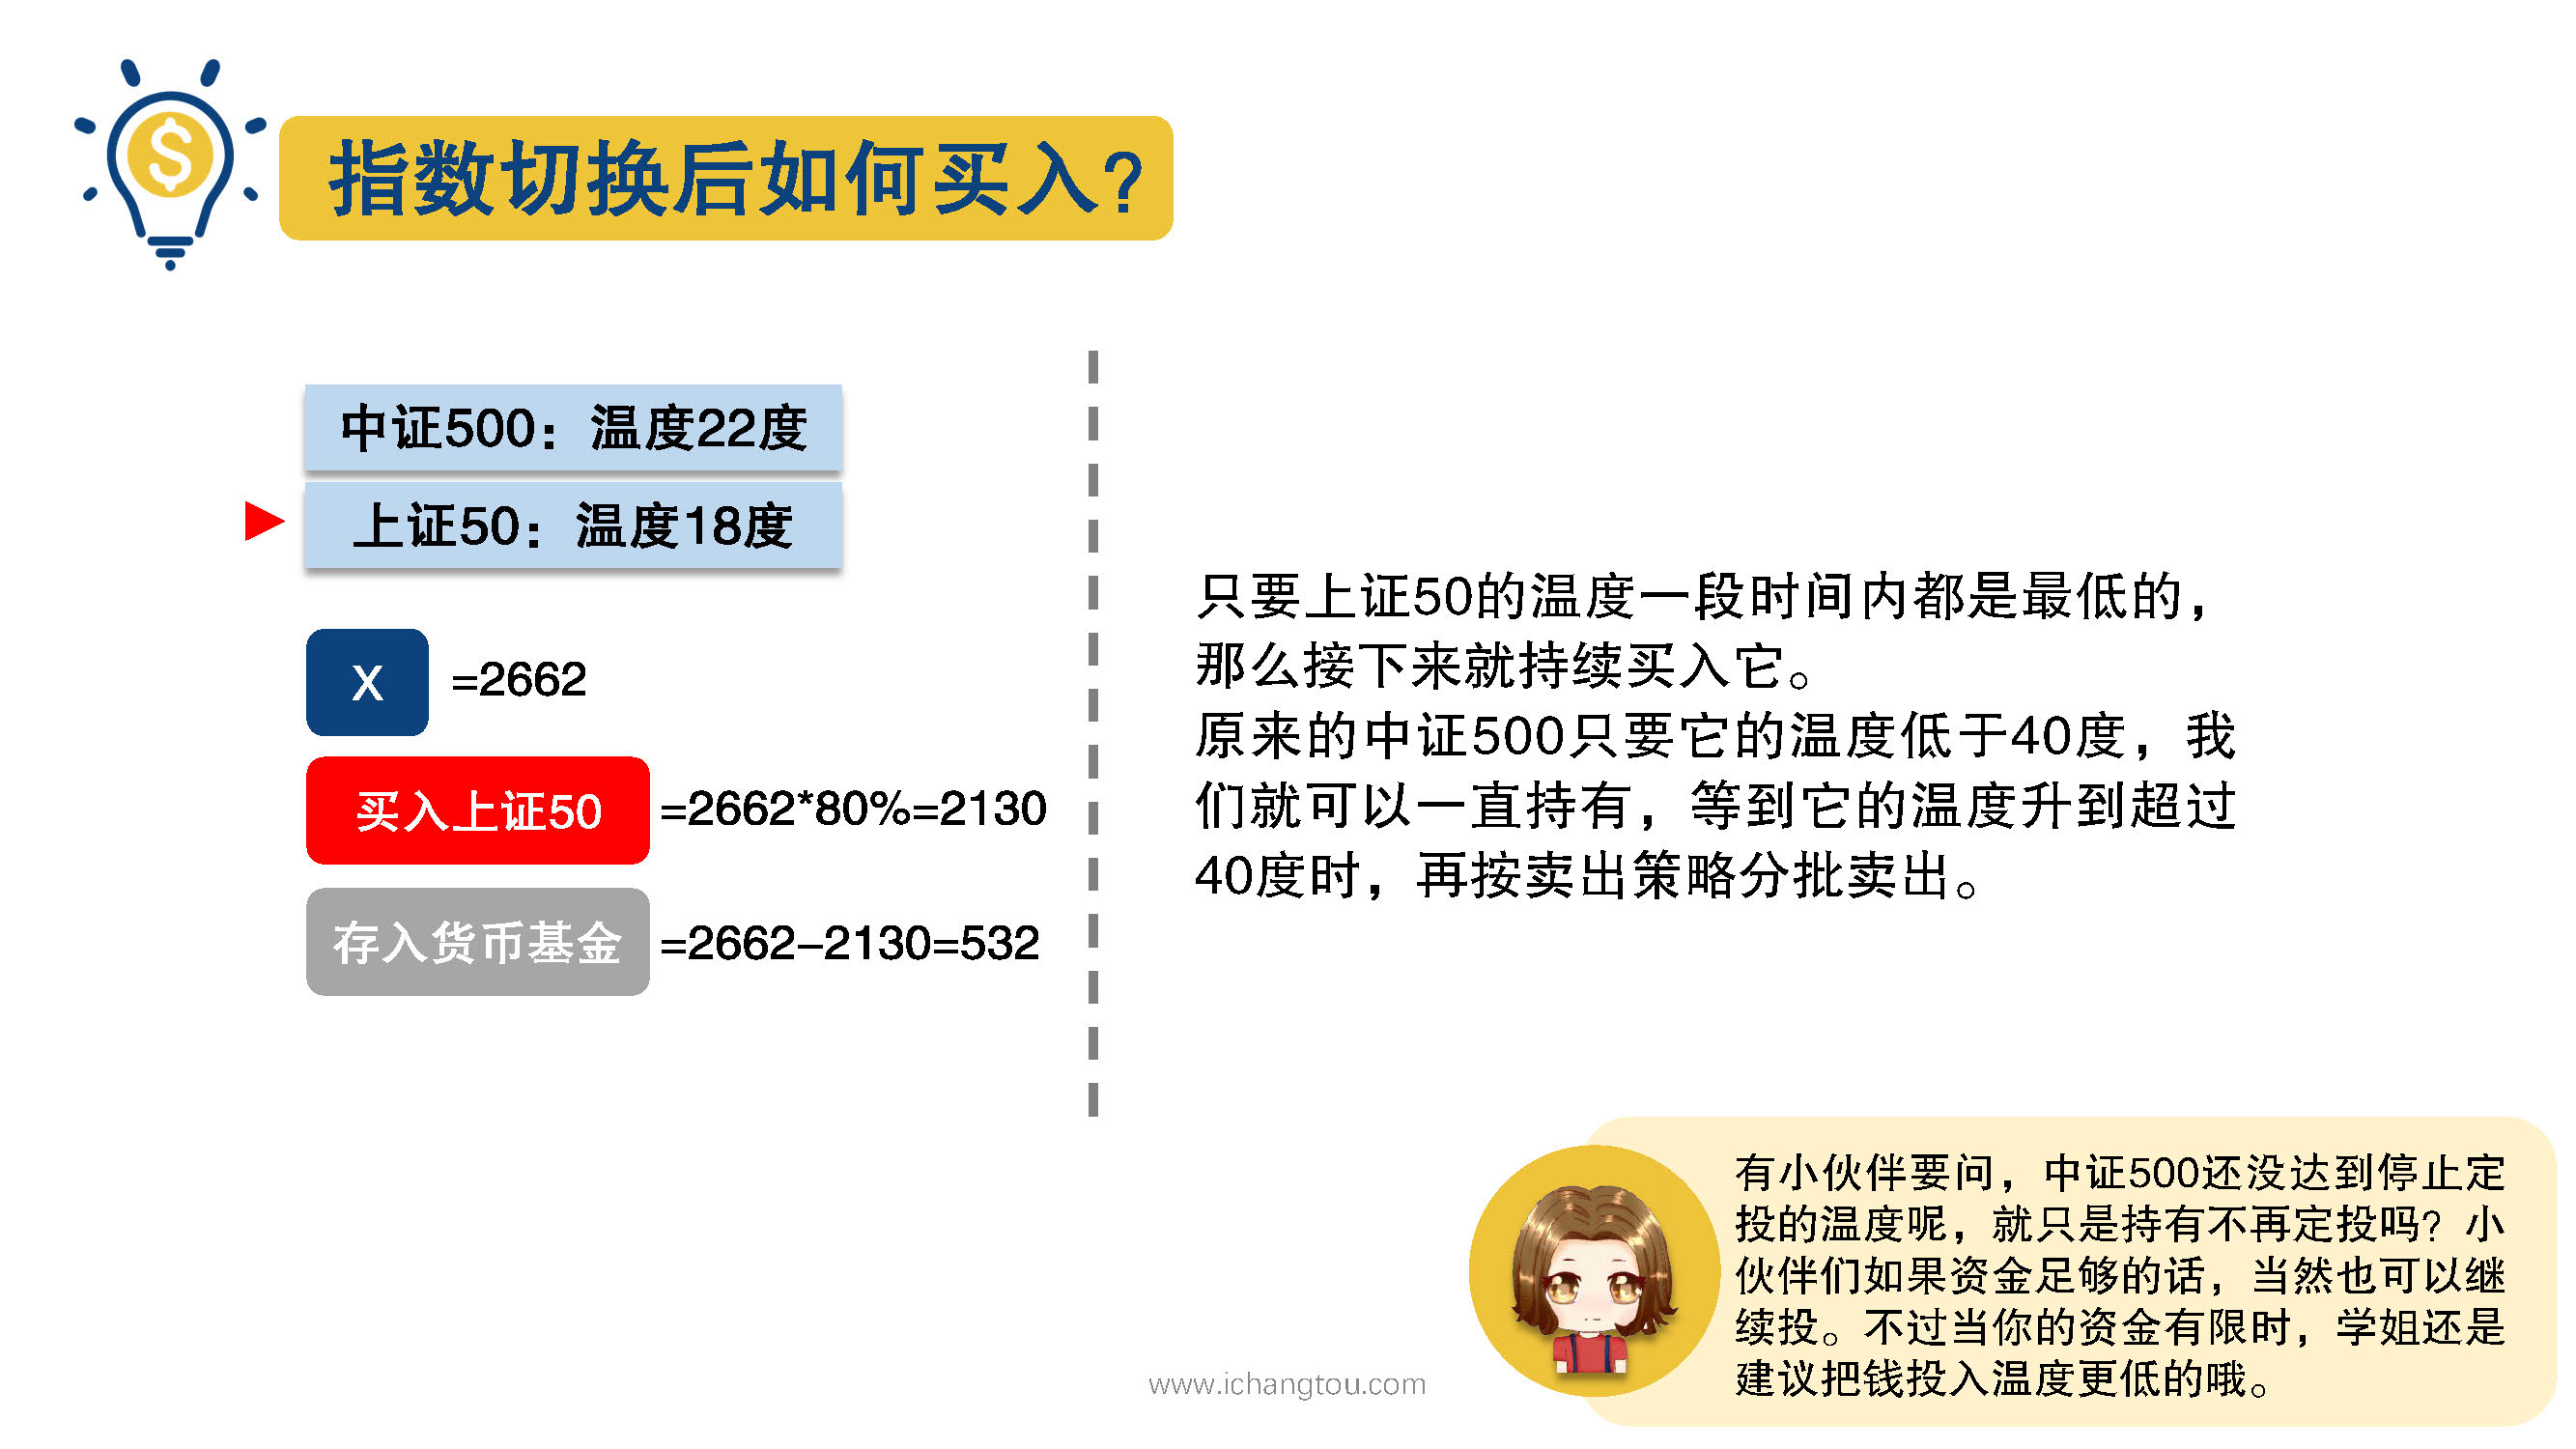 指数切换后如何买入?
中证500：温度22度
上证50：温度18度
X
=2662
买入上证50
=2662*80%=2130
存入货币基金
=2662-2130=532
只要上证50的温度一段时间内都是最低的，
那么接下来就持续买入它。
原来的中证500只要它的温度低于40度，我
们就可以一直持有，等到它的温度升到超过
40度时，再按卖出策略分批卖出。
有小伙伴要问，中证500还没达到停止定
投的温度呢，就只是持有不再定投吗？小
伙伴们如果资金足够的话，当然也可以继
续投。不过当你的资金有限时，学姐还是
建议把钱投入温度更低的哦。
www.ichangtou.com